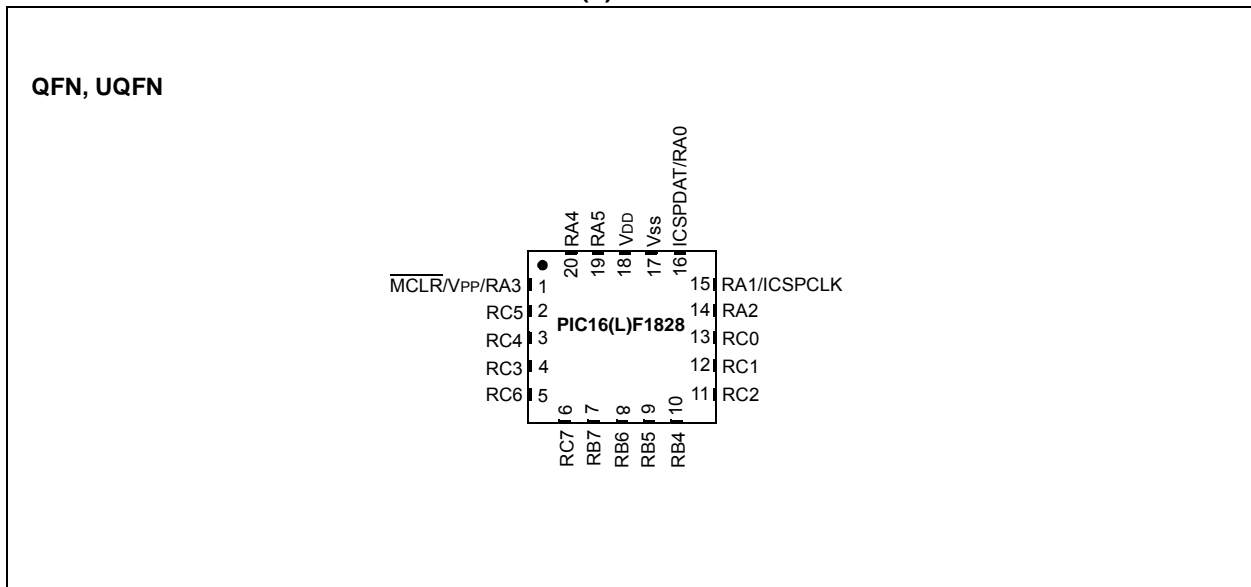 QFN, UQFN
20 RA4
19 RA5
18 VDD
17 Vss
16 ICSPDAT/RA0
MCLR/VPP/RA3 1
RC5 2
RC4 3
RC3 4
RC6 5
PIC16(L)F1828
15 RA1/ICSPCLK
14 RA2
13 RC0
12 RC1
11 RC2
RC7 6
RB7 7
RB6 8
RB5 9
RB4 10